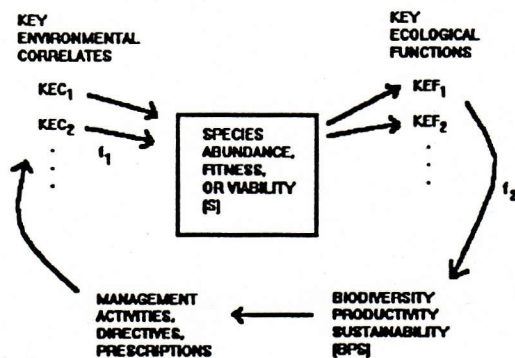 KEY
ENVIRONMENTAL
CORRELATES
KEC1
KEC2
f1
SPECIES
ABUNDANCE,
FITNESS,
OR VIABILITY
[S]
KEY
ECOLOGICAL
FUNCTIONS
KEF1
KEF2
f2
BIODIVERSITY
PRODUCTIVITY
SUSTAINABILITY
[BPS]
MANAGEMENT
ACTIVITIES,
DIRECTIVES,
PRESCRIPTIONS